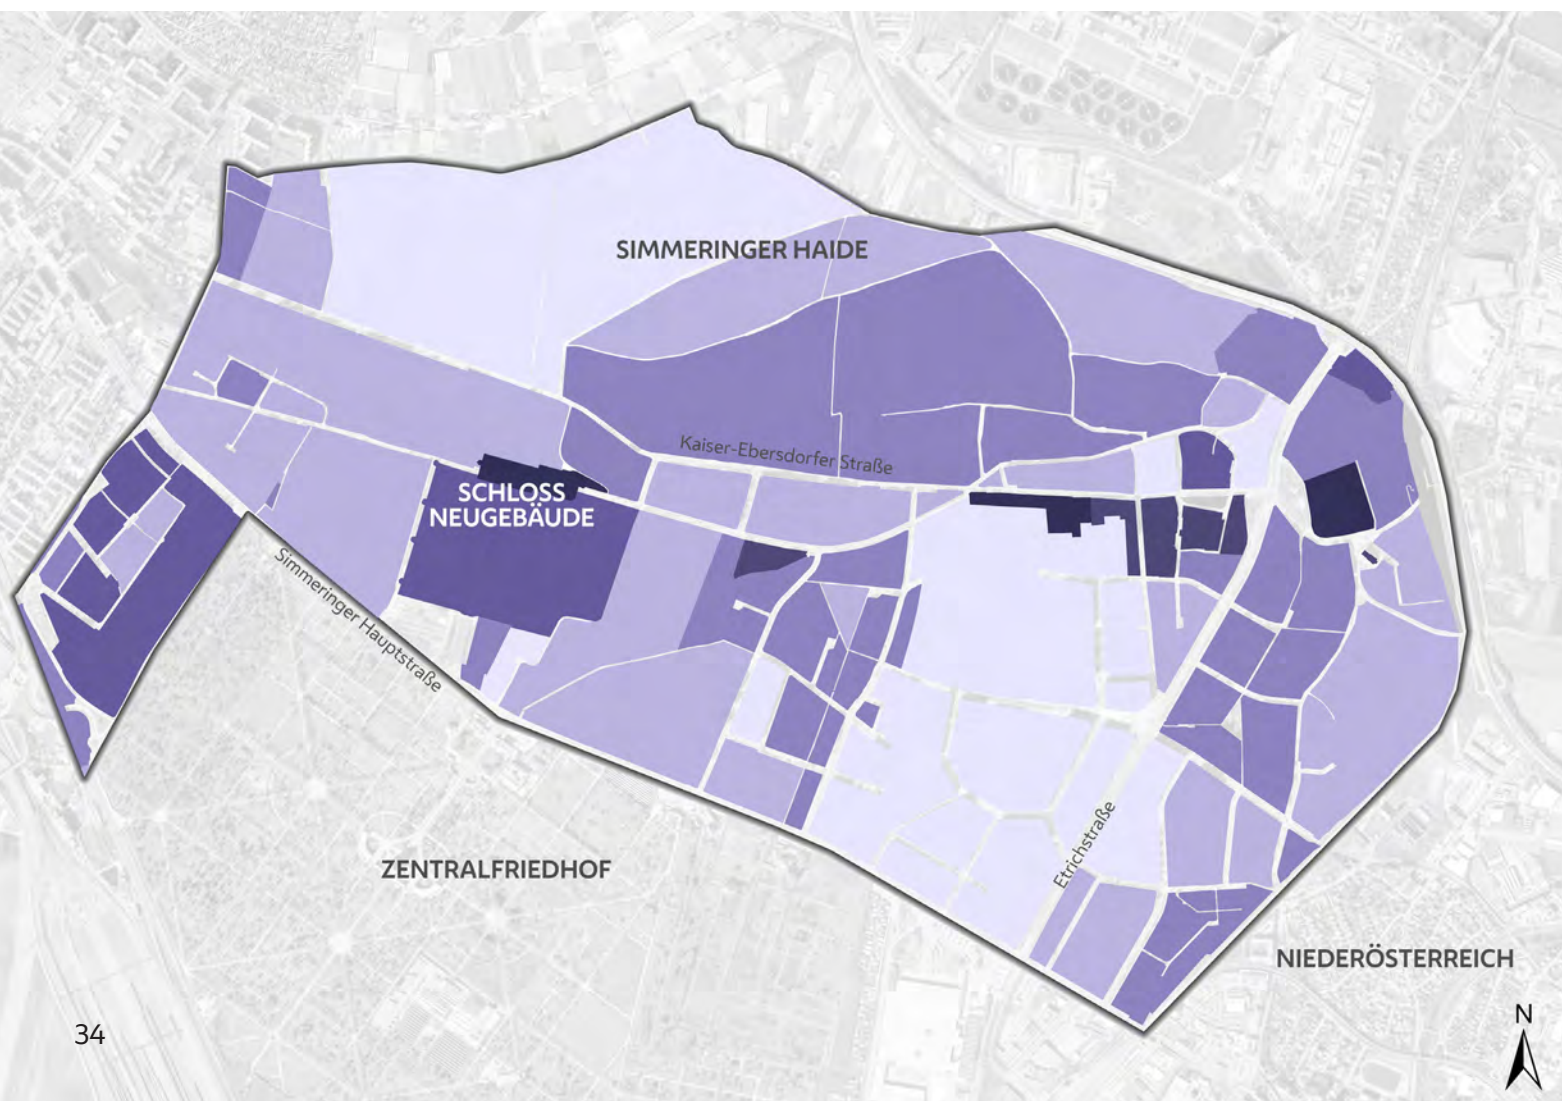 SIMMERINGER HAIDE
Kaiser-Ebersdorfer Straße
SCHLOSS
NEUGEBÄUDE
Simmeringer Hauptstraße
Etrichstraße
ZENTRALFRIEDHOF
NIEDERÖSTERREICH
N
34